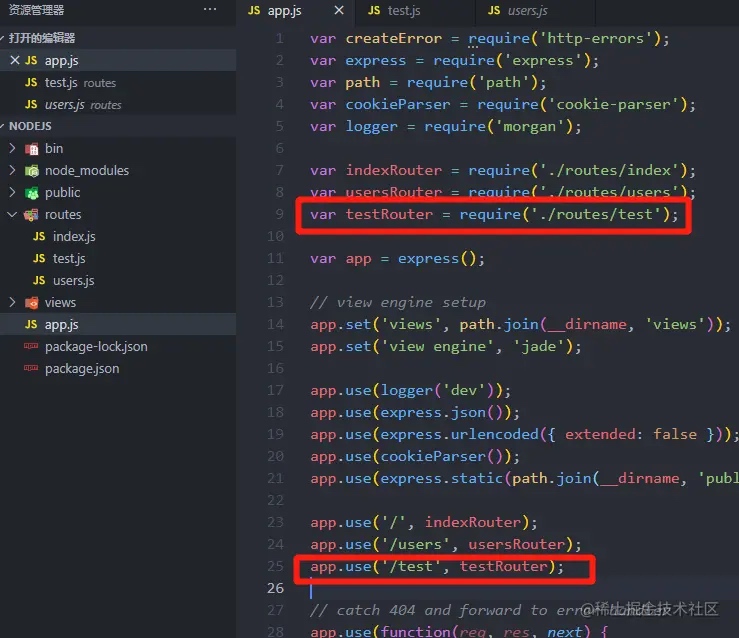 资源管理器 ···
打开的编辑器
JS app.js
JS test.js routes
JS users.js routes
NODEJS
bin
node_modules
public
routes
JS index.js
JS test.js
JS users.js
views
JS app.js
package-lock.json
package.json
JS app.js JS test.js JS users.js
1 var createError = require('http-errors');
2 var express = require('express');
3 var path = require('path');
4 var cookieParser = require('cookie-parser');
5 var logger = require('morgan');
6
7 var indexRouter = require('./routes/index');
8 var usersRouter = require('./routes/users');
9 var testRouter = require('./routes/test');
10
11 var app = express();
12
13 // view engine setup
14 app.set('views', path.join(__dirname, 'views'));
15 app.set('view engine', 'jade');
16
17 app.use(logger('dev'));
18 app.use(express.json());
19 app.use(express.urlencoded({ extended: false }));
20 app.use(cookieParser());
21 app.use(express.static(path.join(__dirname, 'publ
22
23 app.use('/', indexRouter);
24 app.use('/users', usersRouter);
25 app.use('/test', testRouter);
26
27 // catch 404 and forward to error handler
28 app.use(function(req, res, next) {
@稀土掘金技术社区